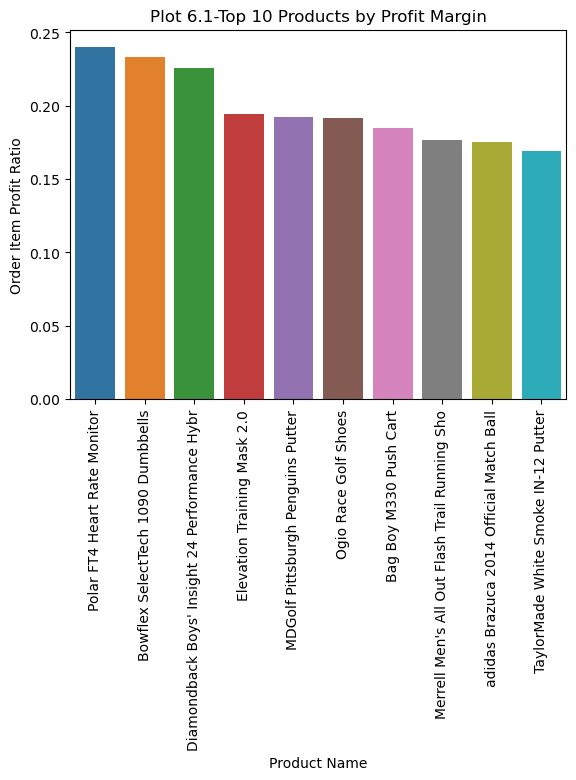 Plot 6.1-Top 10 Products by Profit Margin
0.25
0.20
0.15
0.10
0.05
0.00
Order Item Profit Ratio
Polar FT4 Heart Rate Monitor
Bowflex SelectTech 1090 Dumbbells
Diamondback Boys' Insight 24 Performance Hybr
Elevation Training Mask 2.0
MDGolf Pittsburgh Penguins Putter
Ogio Race Golf Shoes
Bag Boy M330 Push Cart
Merrell Men's All Out Flash Trail Running Sho
adidas Brazuca 2014 Official Match Ball
TaylorMade White Smoke IN-12 Putter
Product Name